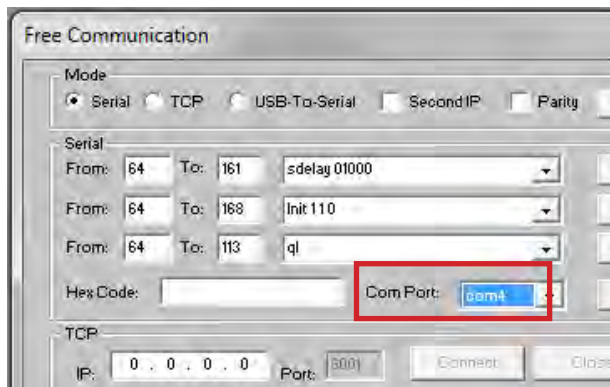 Free Communication
Mode
Serial TCP USB-To-Serial Second IP Parity
Serial
From: 64 To: 161 sdelay 01000
From: 64 To: 168 Init 110
From: 64 To: 113 ql
Hex Code: Com Port: com4
TCP
IP: 0 . 0 . 0 . 0 Port: 3001 Connect Close